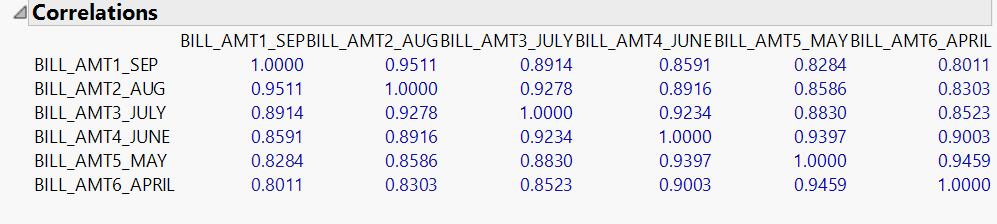 Correlations
BILL_AMT1_SEP BILL_AMT2_AUG BILL_AMT3_JULY BILL_AMT4_JUNE BILL_AMT5_MAY BILL_AMT6_APRIL
BILL_AMT1_SEP 1.0000 0.9511 0.8914 0.8591 0.8284 0.8011
BILL_AMT2_AUG 0.9511 1.0000 0.9278 0.8916 0.8586 0.8303
BILL_AMT3_JULY 0.8914 0.9278 1.0000 0.9234 0.8830 0.8523
BILL_AMT4_JUNE 0.8591 0.8916 0.9234 1.0000 0.9397 0.9003
BILL_AMT5_MAY 0.8284 0.8586 0.8830 0.9397 1.0000 0.9459
BILL_AMT6_APRIL 0.8011 0.8303 0.8523 0.9003 0.9459 1.0000